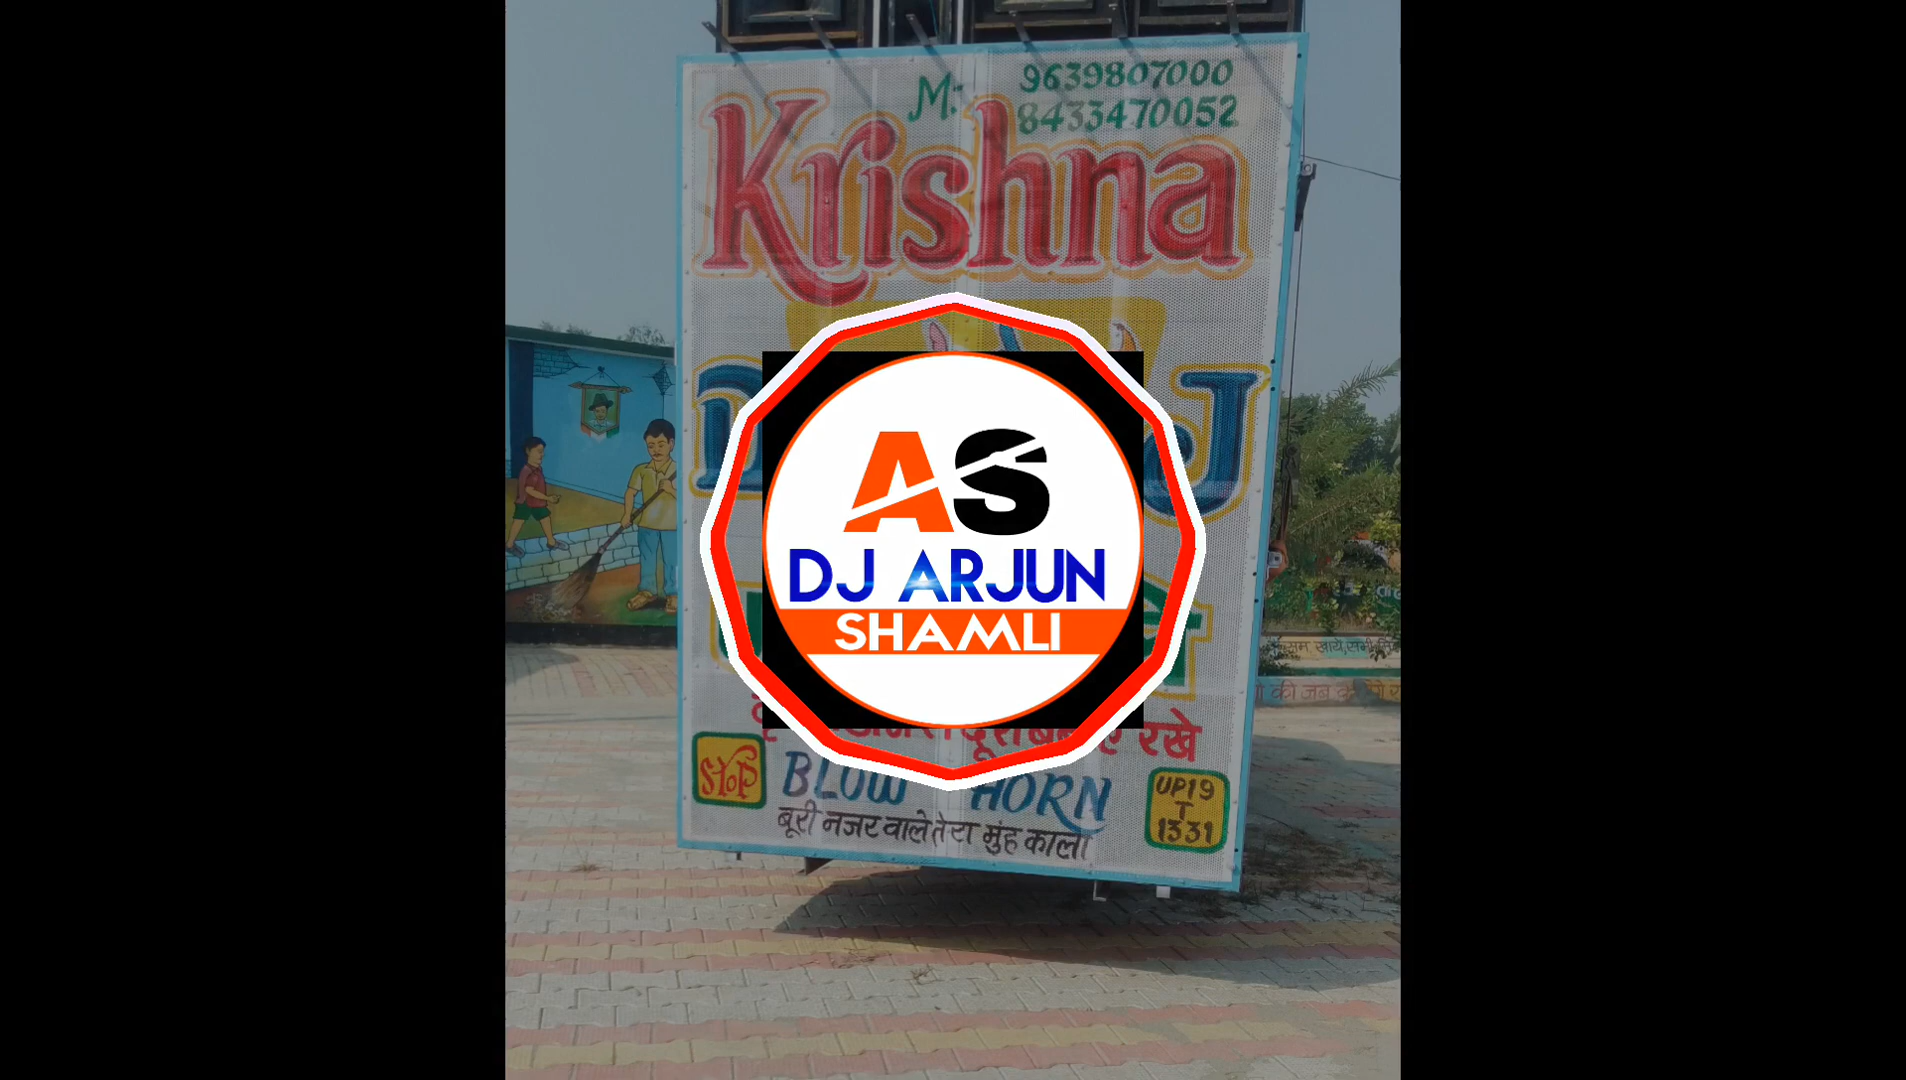 M: 9639807000
8433470052
Krishna
D J
AS
DJ ARJUN
SHAMLI
रखे
STOP
BLOW HORN
UP19
T
1331
बूरी नजर वाले तेरा मुंह काला